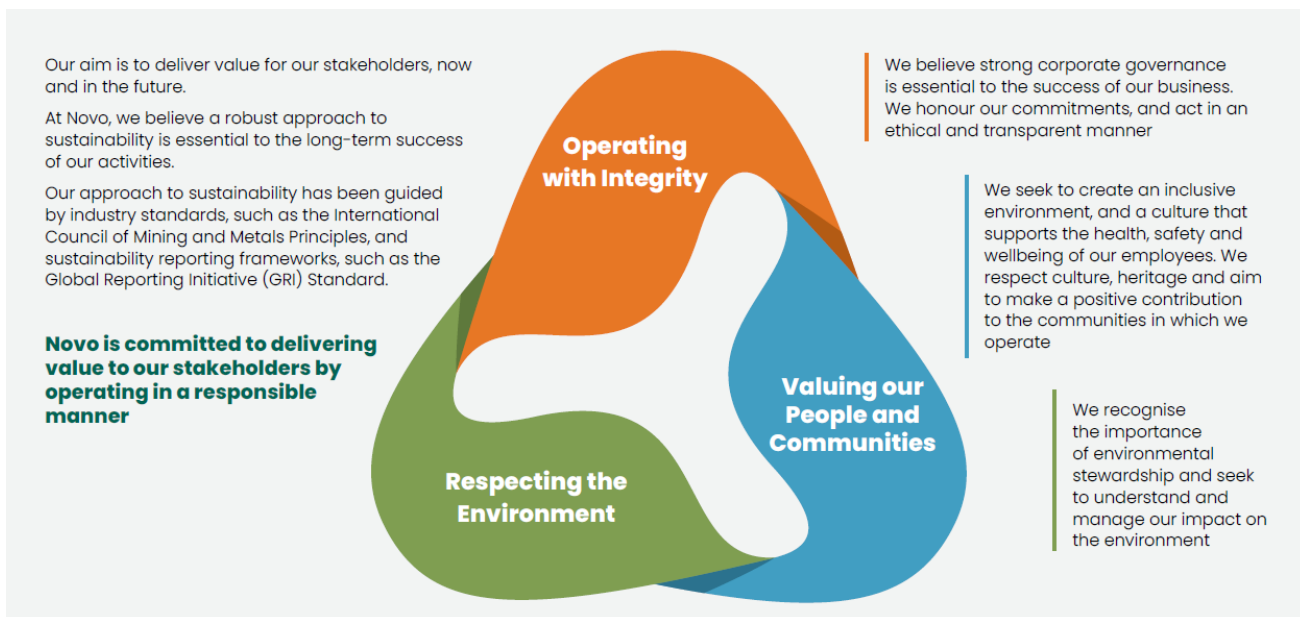 Our aim is to deliver value for our stakeholders, now
and in the future.
At Novo, we believe a robust approach to
sustainability is essential to the long-term success
of our activities.
Our approach to sustainability has been guided
by industry standards, such as the International
Council of Mining and Metals Principles, and
sustainability reporting frameworks, such as the
Global Reporting Initiative (GRI) Standard.
Novo is committed to delivering
value to our stakeholders by
operating in a responsible
manner
Operating
with Integrity
Valuing our
People and
Communities
Respecting the
Environment
We believe strong corporate governance
is essential to the success of our business.
We honour our commitments, and act in an
ethical and transparent manner
We seek to create an inclusive
environment, and a culture that
supports the health, safety and
wellbeing of our employees. We
respect culture, heritage and aim
to make a positive contribution
to the communities in which we
operate
We recognise
the importance
of environmental
stewardship and seek
to understand and
manage our impact on
the environment